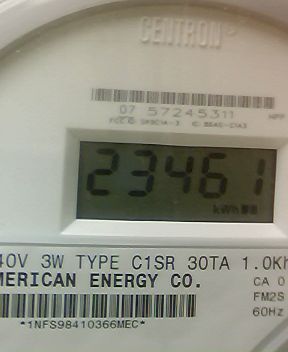 CENTRON
07 57245311
23461
kWh
40V 3W TYPE C1SR 30TA 1.0Kh
MERICAN ENERGY CO.
CA 0
FM2S
60Hz
*1NFS98410366MEC*